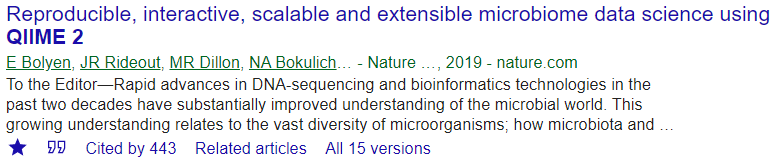 Reproducible, interactive, scalable and extensible microbiome data science using
QIIME 2
E Bolyen, JR Rideout, MR Dillon, NA Bokulich… - Nature …, 2019 - nature.com
To the Editor—Rapid advances in DNA-sequencing and bioinformatics technologies in the
past two decades have substantially improved understanding of the microbial world. This
growing understanding relates to the vast diversity of microorganisms; how microbiota and …
Cited by 443 Related articles All 15 versions